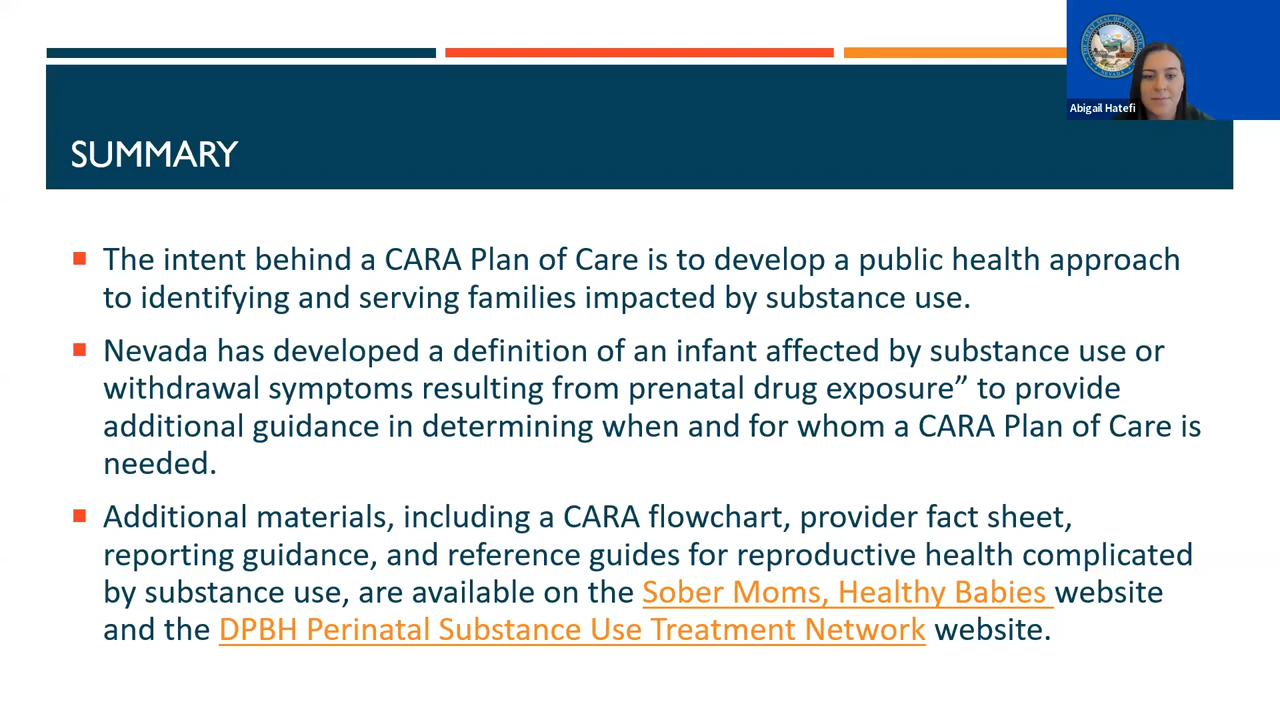 Abigail Hatefi
SUMMARY
The intent behind a CARA Plan of Care is to develop a public health approach
to identifying and serving families impacted by substance use.
Nevada has developed a definition of an infant affected by substance use or
withdrawal symptoms resulting from prenatal drug exposure” to provide
additional guidance in determining when and for whom a CARA Plan of Care is
needed.
Additional materials, including a CARA flowchart, provider fact sheet,
reporting guidance, and reference guides for reproductive health complicated
by substance use, are available on the Sober Moms, Healthy Babies website
and the DPBH Perinatal Substance Use Treatment Network website.